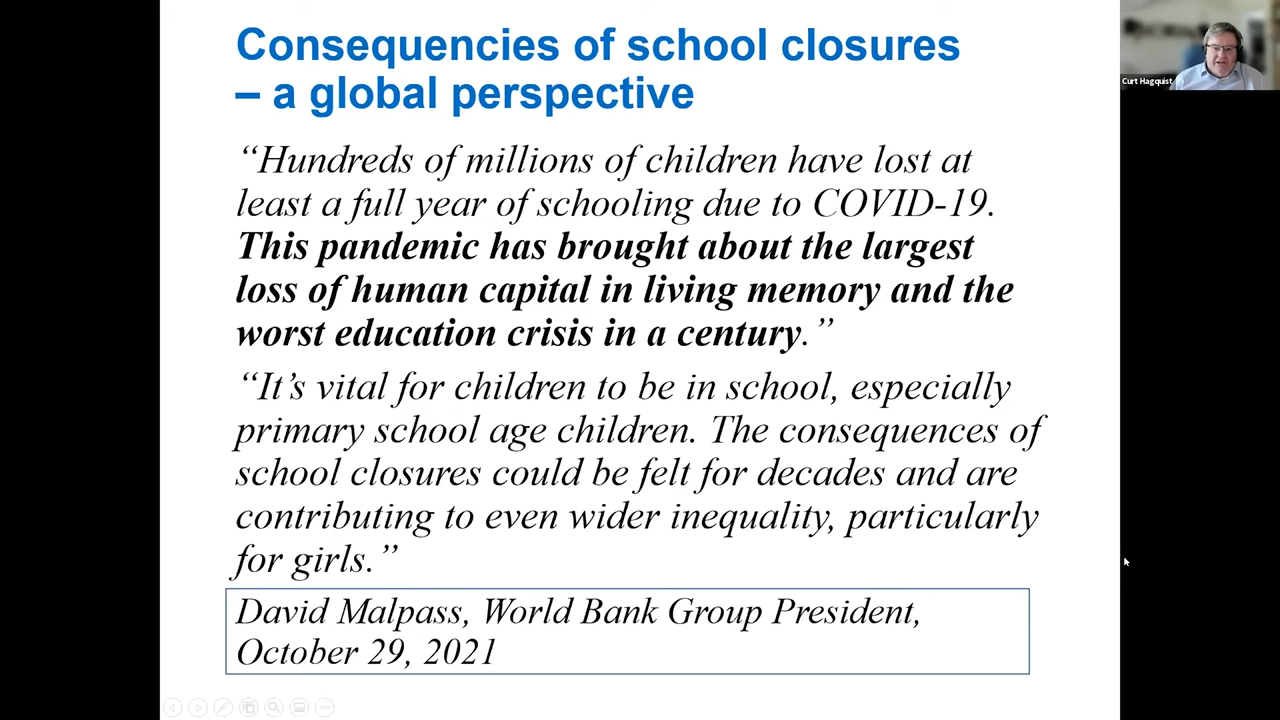 Consequencies of school closures
– a global perspective
“Hundreds of millions of children have lost at
least a full year of schooling due to COVID-19.
This pandemic has brought about the largest
loss of human capital in living memory and the
worst education crisis in a century.”
“It’s vital for children to be in school, especially
primary school age children. The consequences of
school closures could be felt for decades and are
contributing to even wider inequality, particularly
for girls.”
David Malpass, World Bank Group President,
October 29, 2021
Curt Hagquist